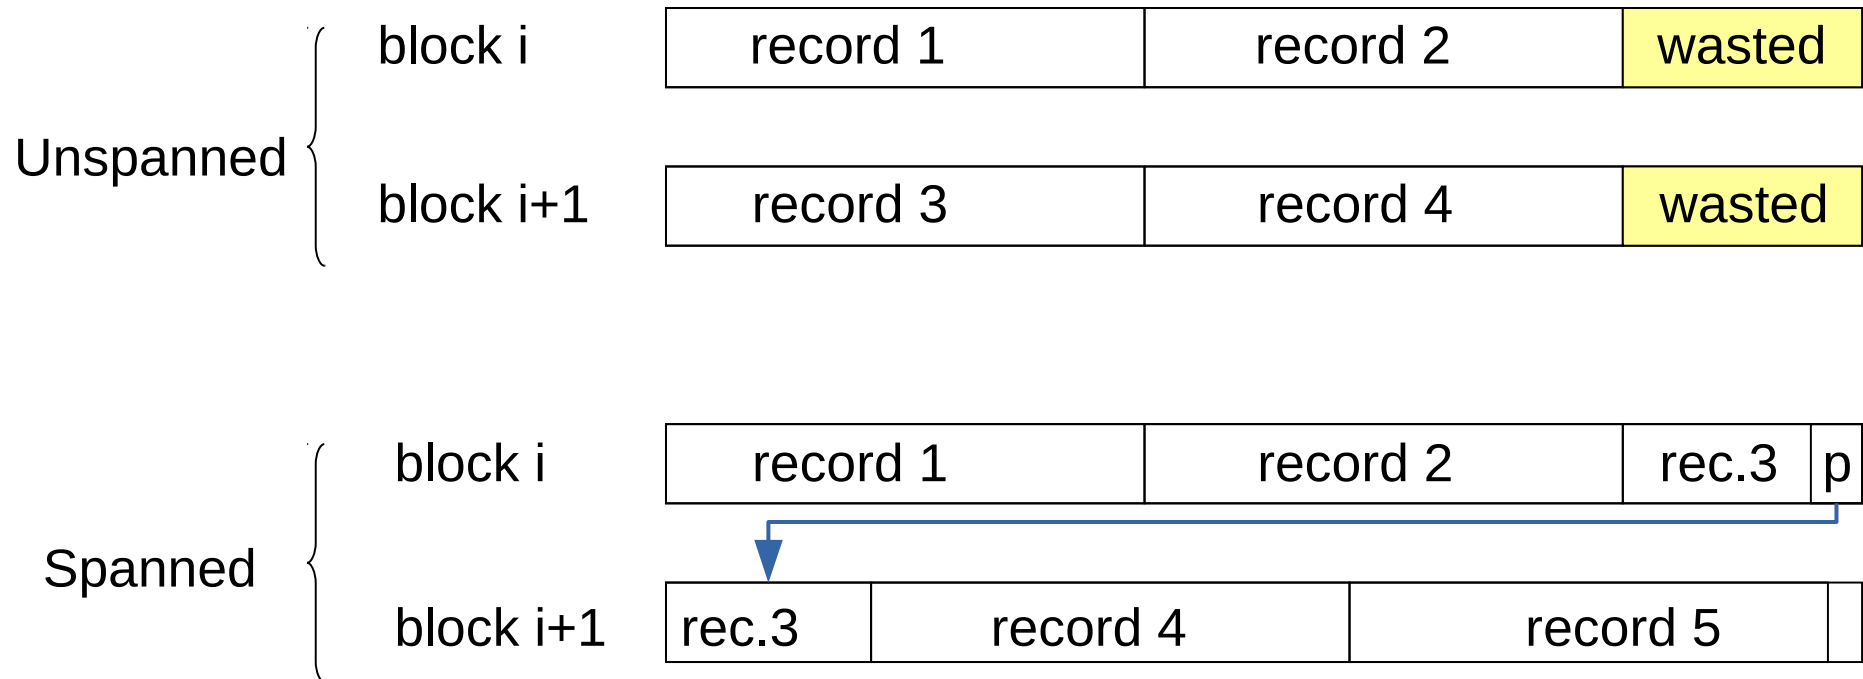 block i record 1 record 2 wasted
Unspanned
block i+1 record 3 record 4 wasted
block i record 1 record 2 rec.3 p
Spanned
block i+1 rec.3 record 4 record 5